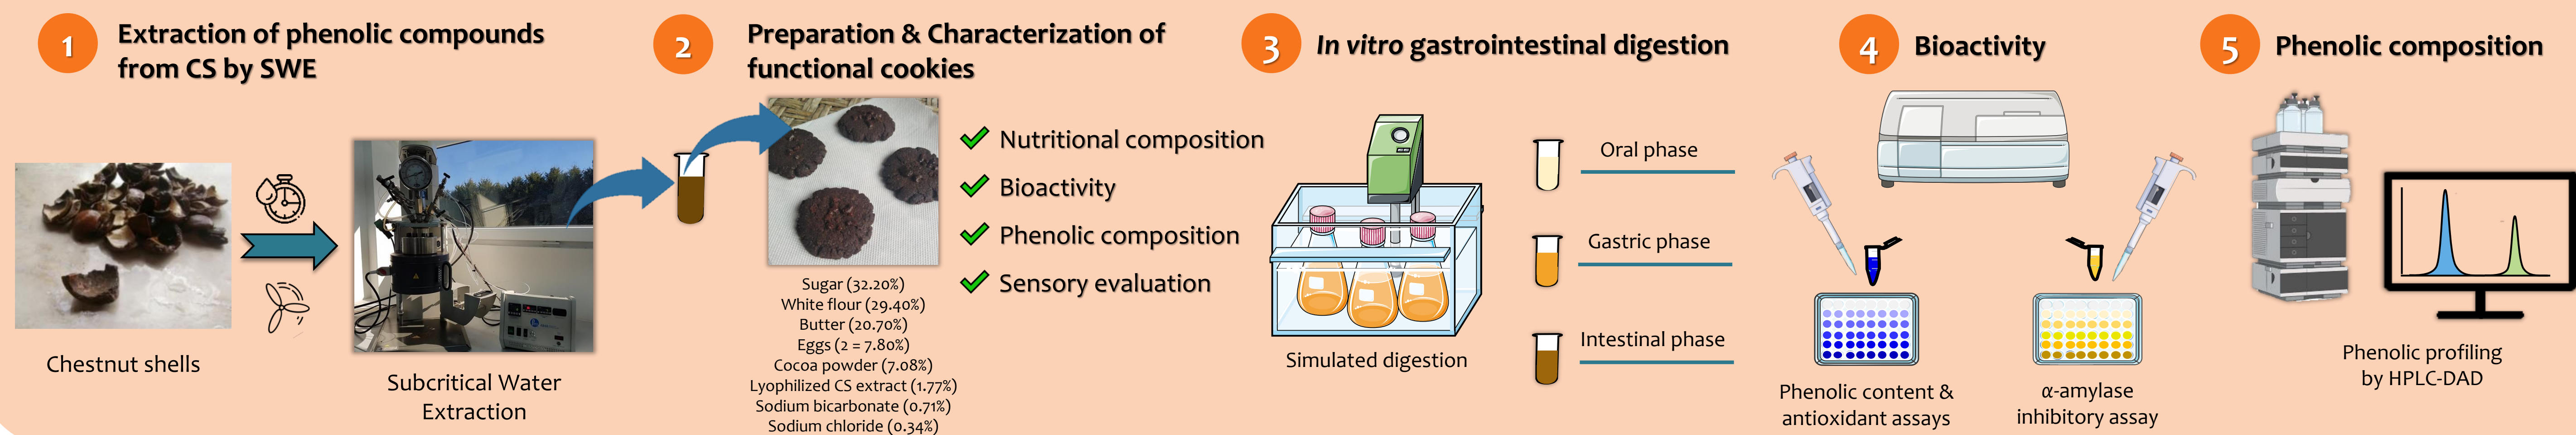 1
Extraction of phenolic compounds
from CS by SWE
Chestnut shells
Subcritical Water
Extraction
2
Preparation & Characterization of
functional cookies
Sugar (32.20%)
White flour (29.40%)
Butter (20.70%)
Eggs (2 = 7.80%)
Cocoa powder (7.08%)
Lyophilized CS extract (1.77%)
Sodium bicarbonate (0.71%)
Sodium chloride (0.34%)
Nutritional composition
Bioactivity
Phenolic composition
Sensory evaluation
3
In vitro gastrointestinal digestion
Simulated digestion
Oral phase
Gastric phase
Intestinal phase
4
Bioactivity
Phenolic content &
antioxidant assays
α-amylase
inhibitory assay
5
Phenolic composition
Phenolic profiling
by HPLC-DAD